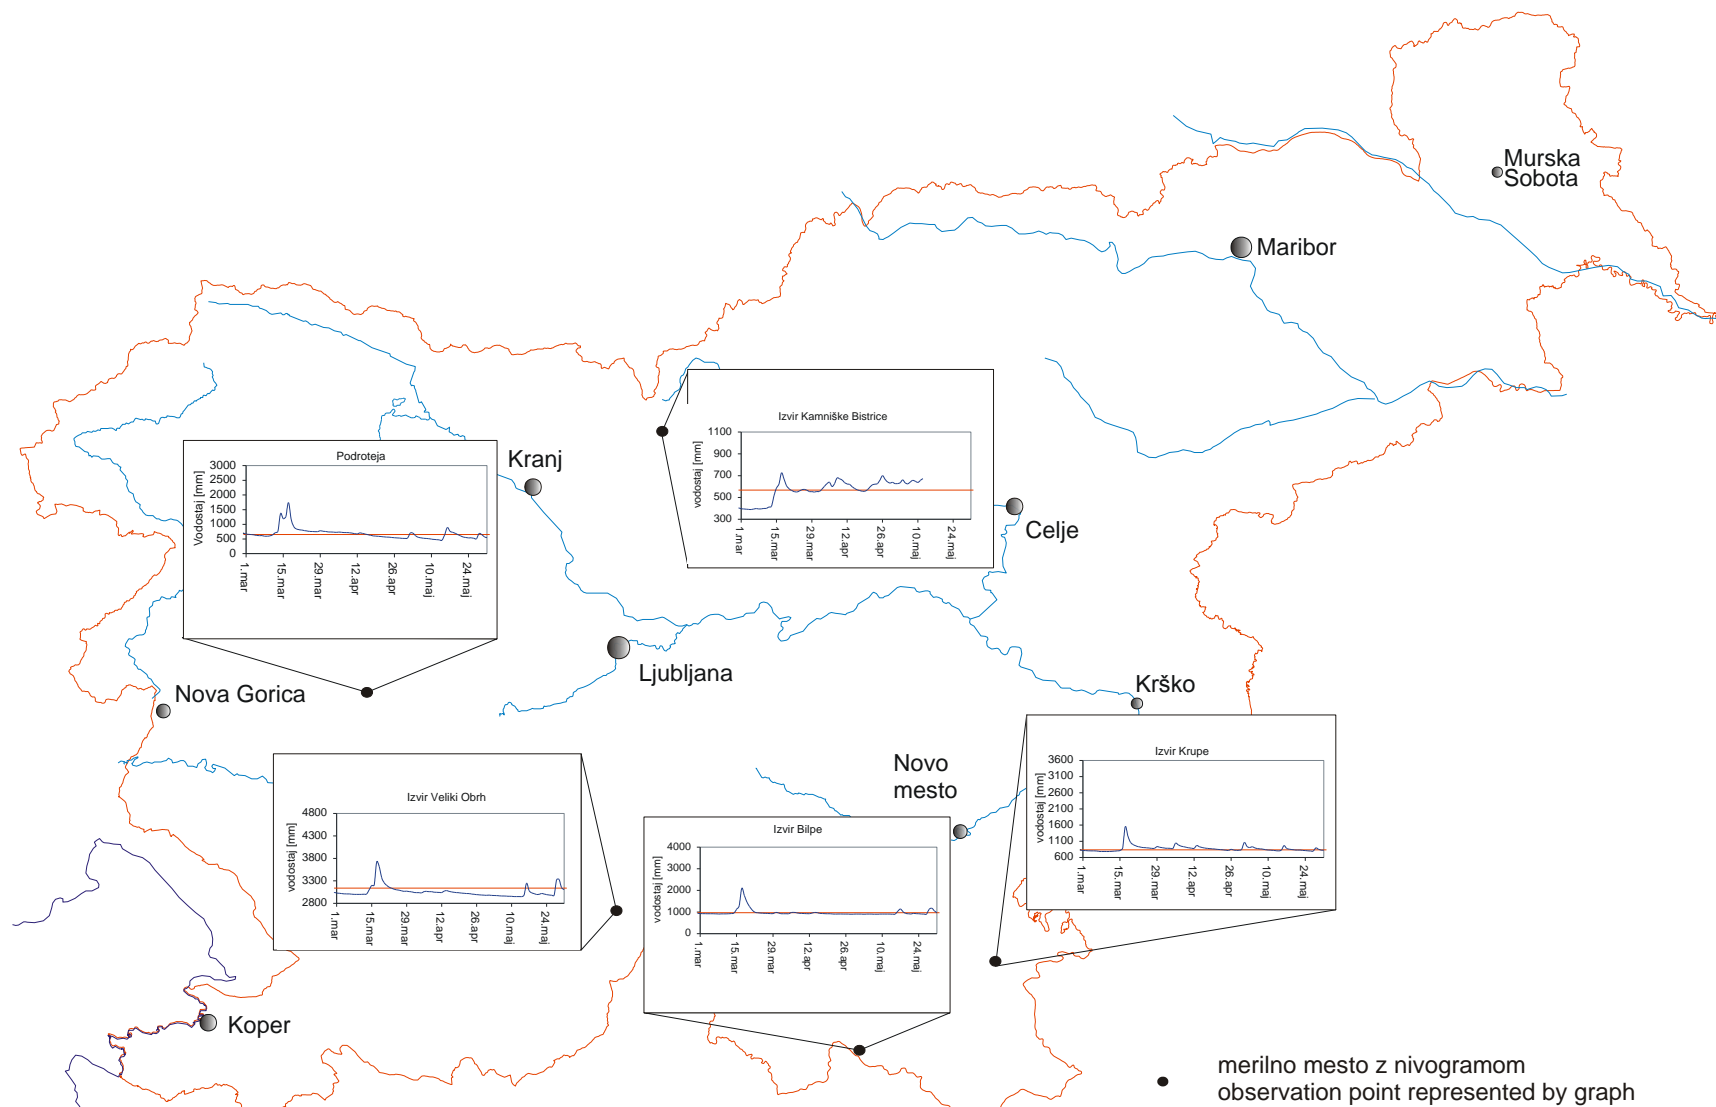 Murska
Sobota
Maribor
Izvir Kamniške Bistrice
vodostaj [mm]
1100
900
700
500
300
1.mar
15.mar
29.mar
12.apr
26.apr
10.maj
24.maj
Podroteja
Vodostaj [mm]
3000
2500
2000
1500
1000
500
0
1.mar
15.mar
29.mar
12.apr
26.apr
10.maj
24.maj
Kranj
Celje
Ljubljana
Nova Gorica
Krško
Izvir Krupe
vodostaj [mm]
3600
3100
2600
2100
1600
1100
600
1.mar
15.mar
29.mar
12.apr
26.apr
10.maj
24.maj
Novo
mesto
Izvir Veliki Obrh
vodostaj [mm]
4800
4300
3800
3300
2800
1.mar
15.mar
29.mar
12.apr
26.apr
10.maj
24.maj
Izvir Bilpe
vodostaj [mm]
4000
3000
2000
1000
0
1.mar
15.mar
29.mar
12.apr
26.apr
10.maj
24.maj
Koper
merilno mesto z nivogramom
observation point represented by graph